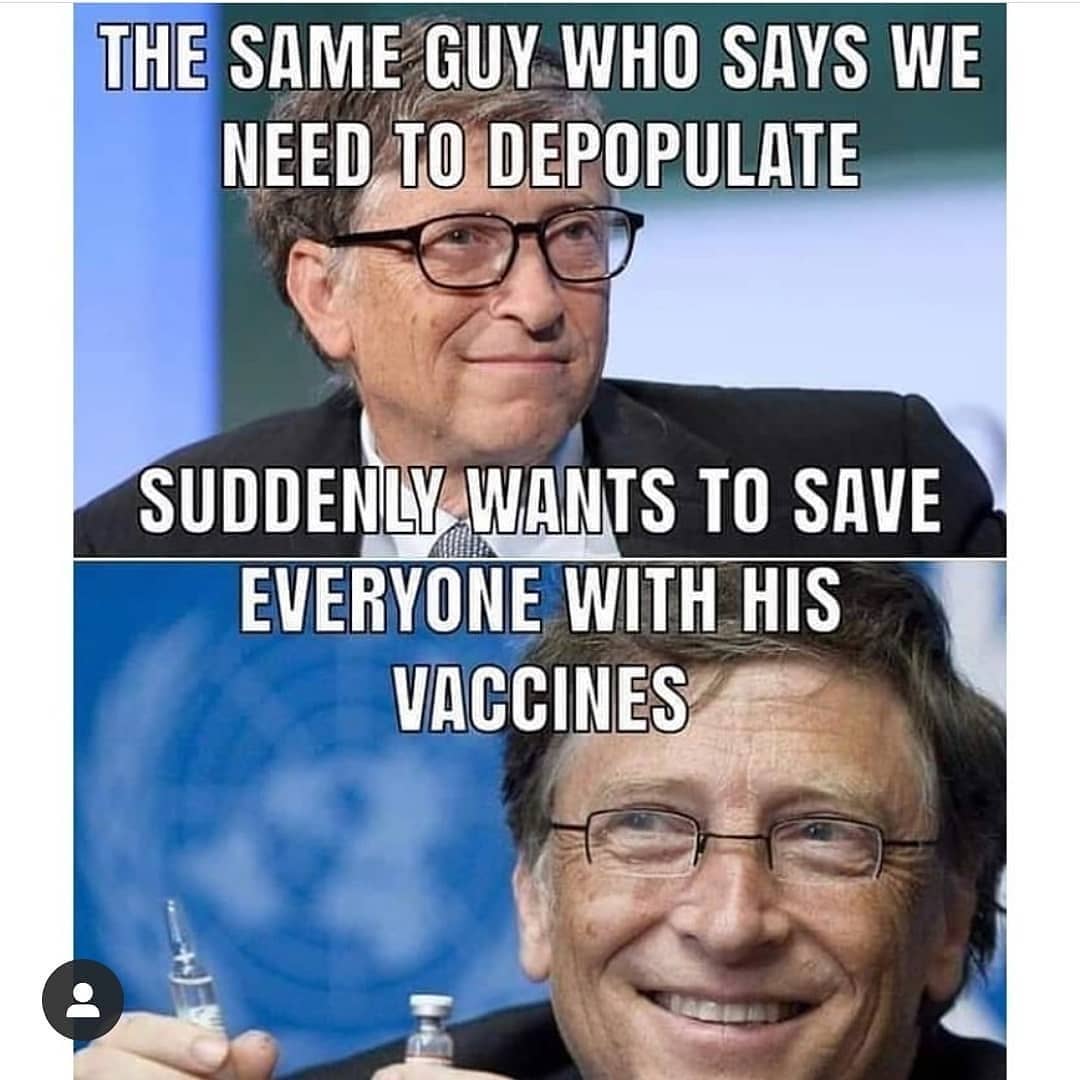 THE SAME GUY WHO SAYS WE
NEED TO DEPOPULATE
SUDDENLY WANTS TO SAVE
EVERYONE WITH HIS
VACCINES